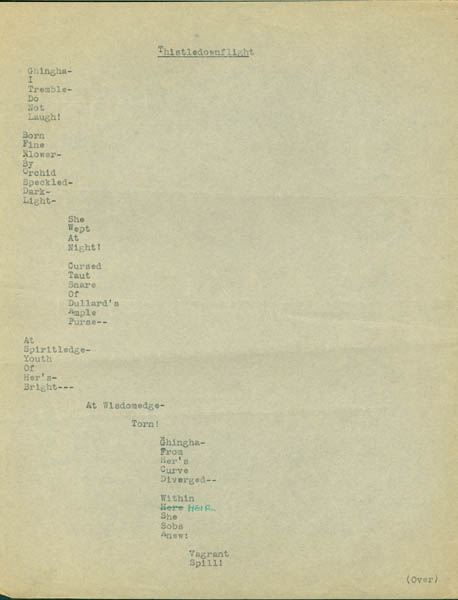 Thistledownflight
Ghingha-
I
Tremble-
Do
Not
Laugh!
Born
Fine
Klower-
By
Orchid
Speckled-
Dark-
Light-
She
Wept
At
Night!
Cursed
Taut
Snare
Of
Dullard's
Ample
Purse--
At
Spiritledge-
Youth
Of
Her's-
Bright---
At Wisdomedge-
Torn!
Ghingha-
From
Her's
Curve
Diverged--
Within
Hers HEIR
She
Sobs
Anew:
Vagrant
Spill!
(Over)